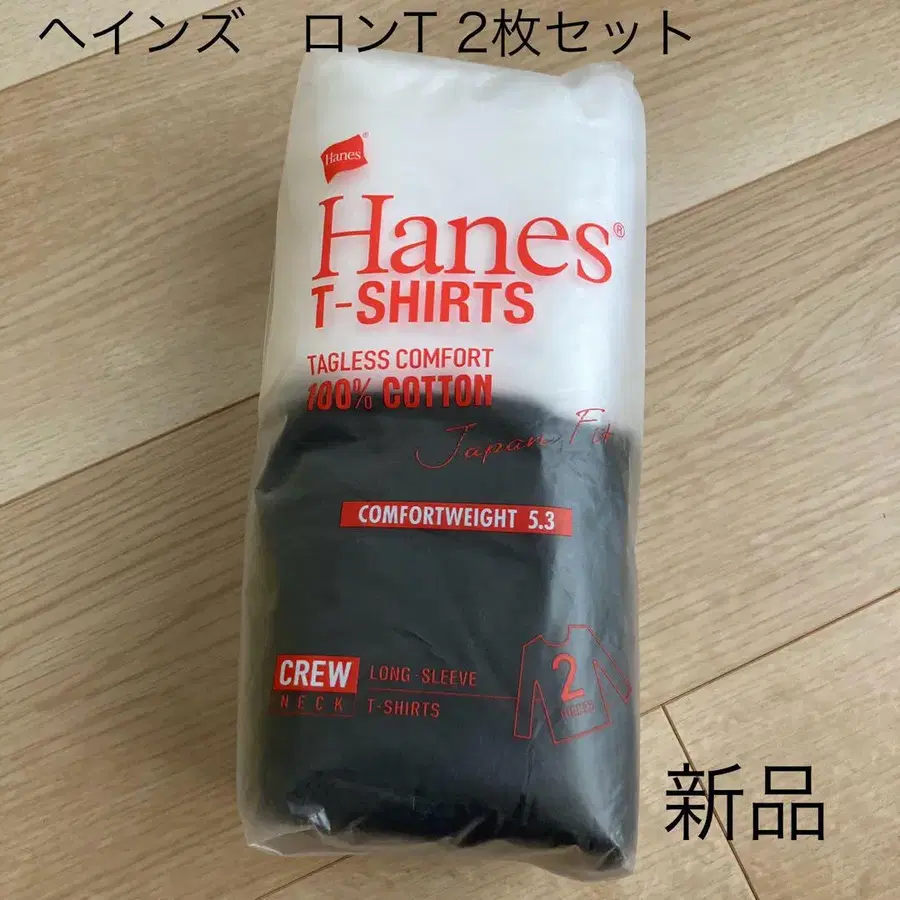 ヘインズ　ロンT 2枚セット
Hanes®
Hanes®
T-SHIRTS
TAGLESS COMFORT
100% COTTON
Japan Fit
COMFORTWEIGHT 5.3
CREW
NECK
LONG-SLEEVE
T-SHIRTS
2
PIECES
新品